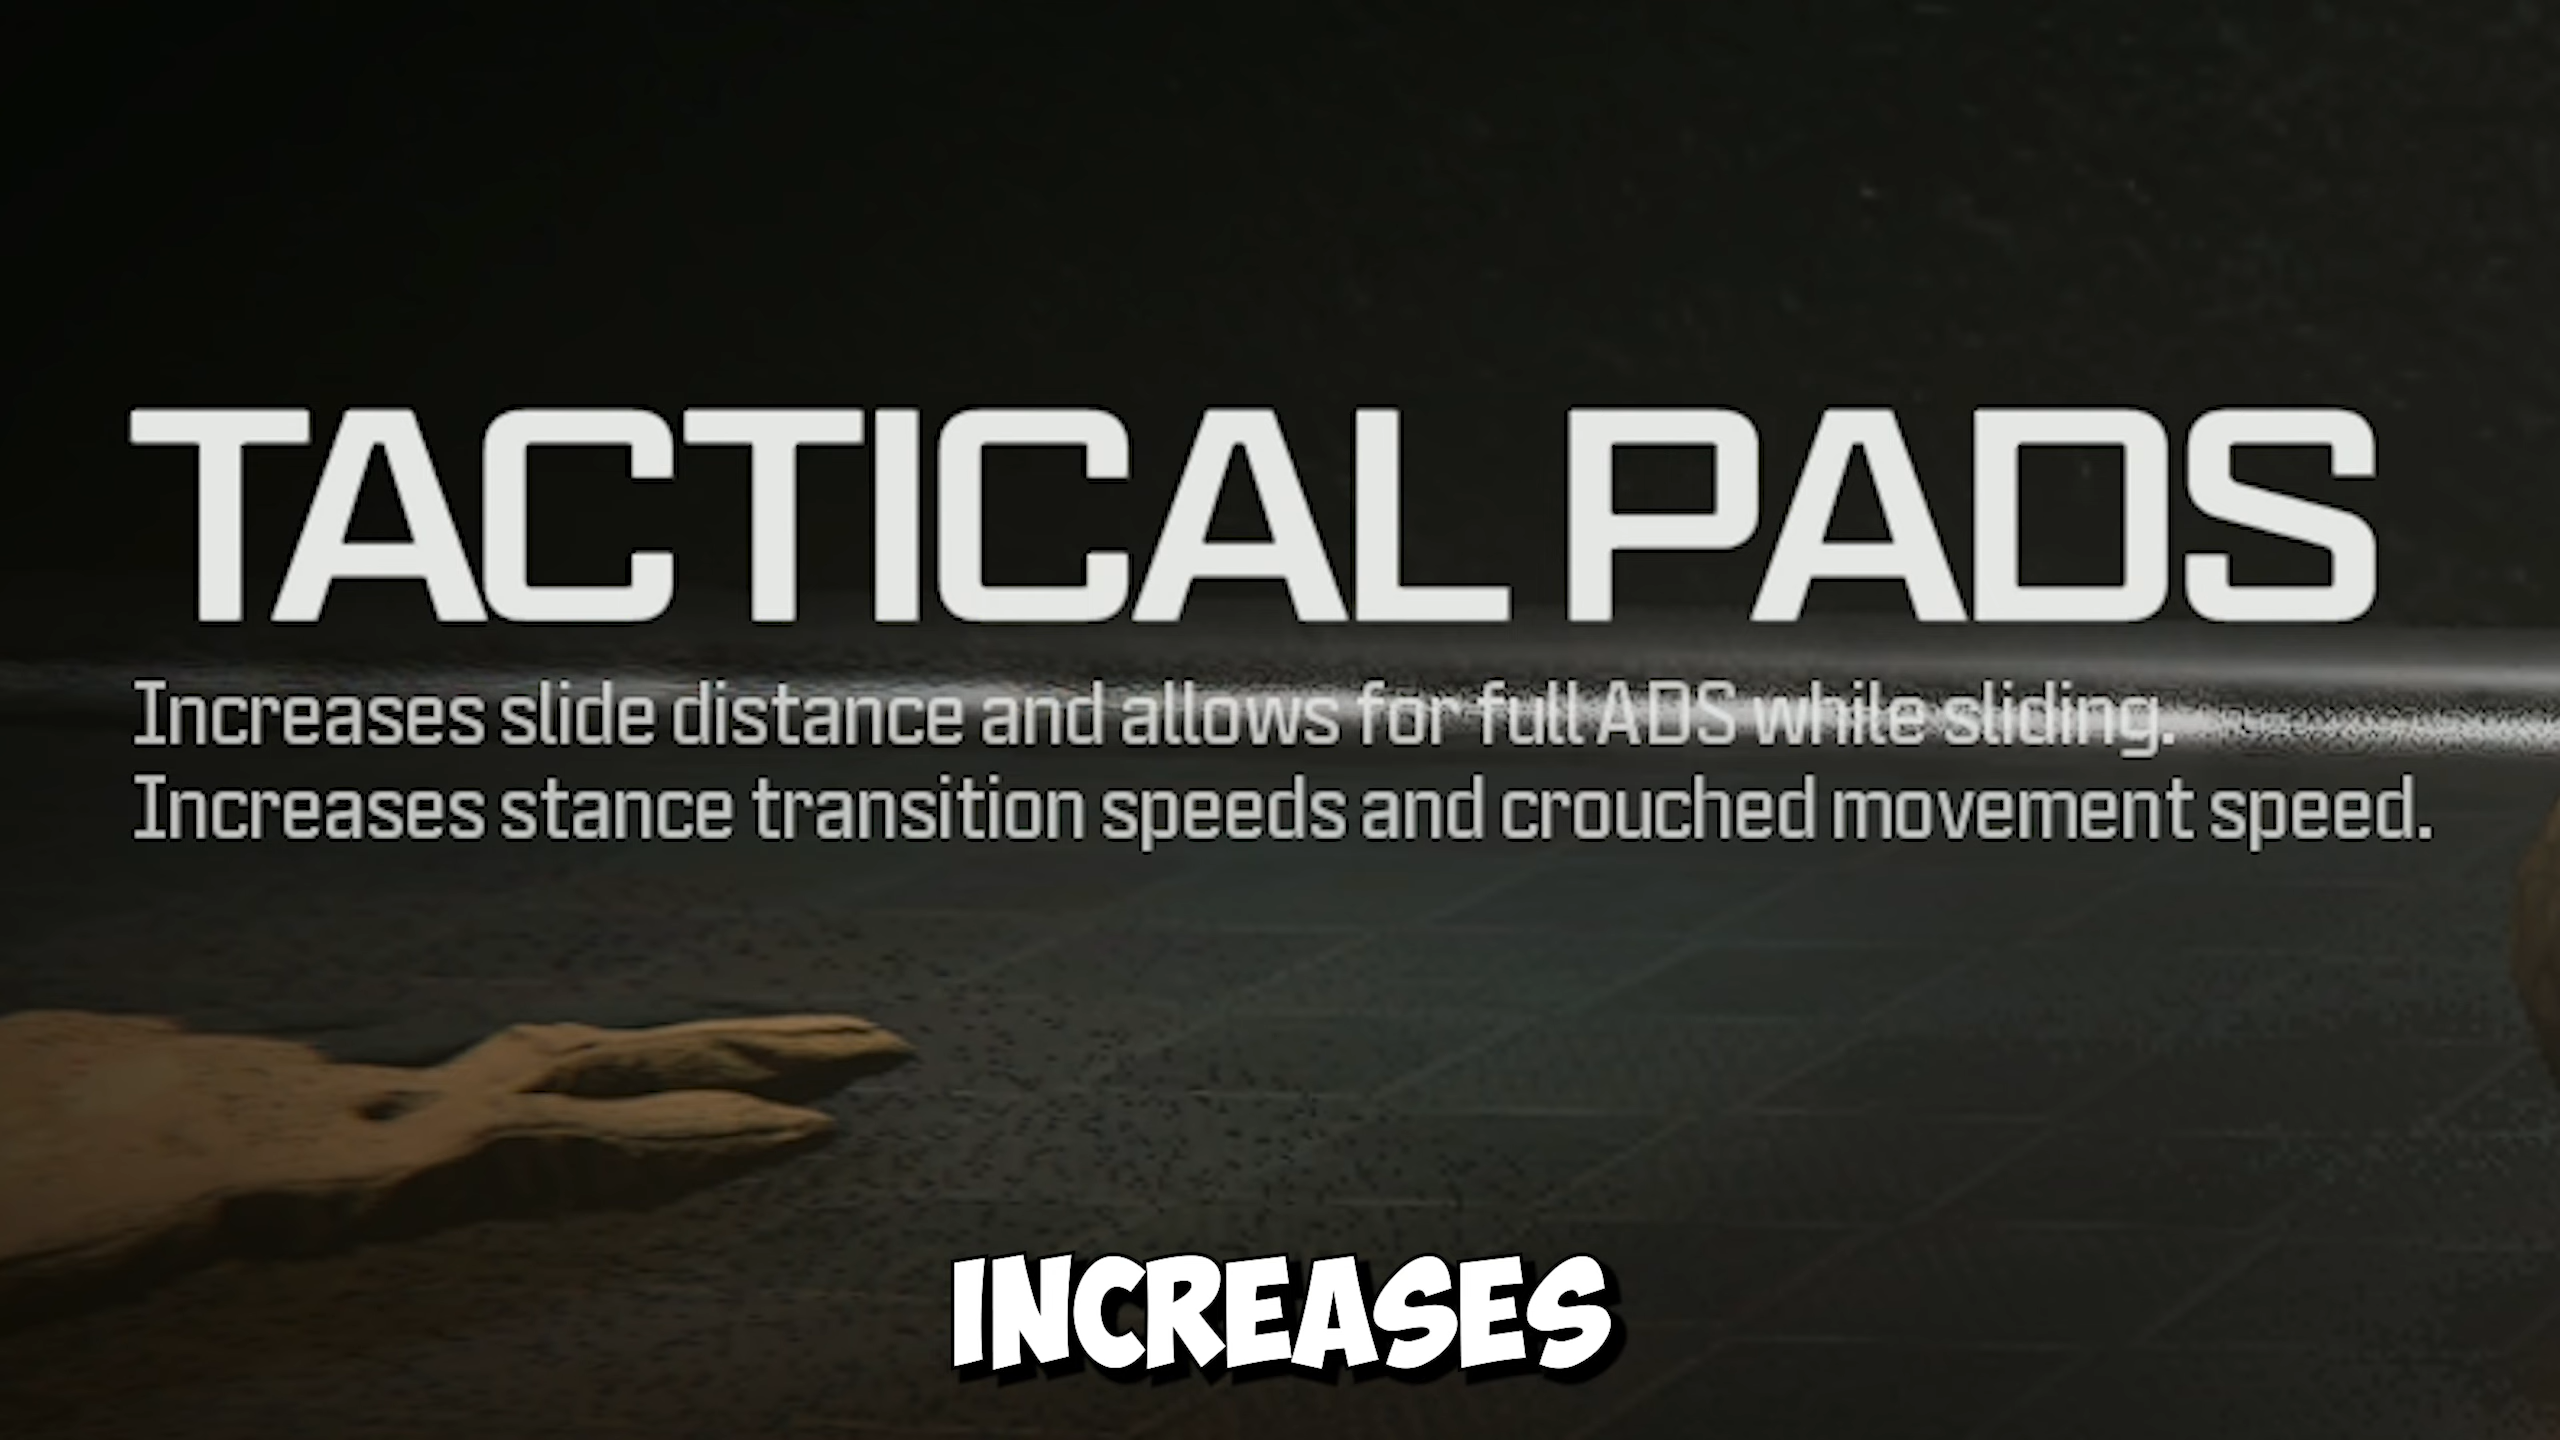 TACTICAL PADS
Increases slide distance and allows for full ADS while sliding.
Increases stance transition speeds and crouched movement speed.
INCREASES